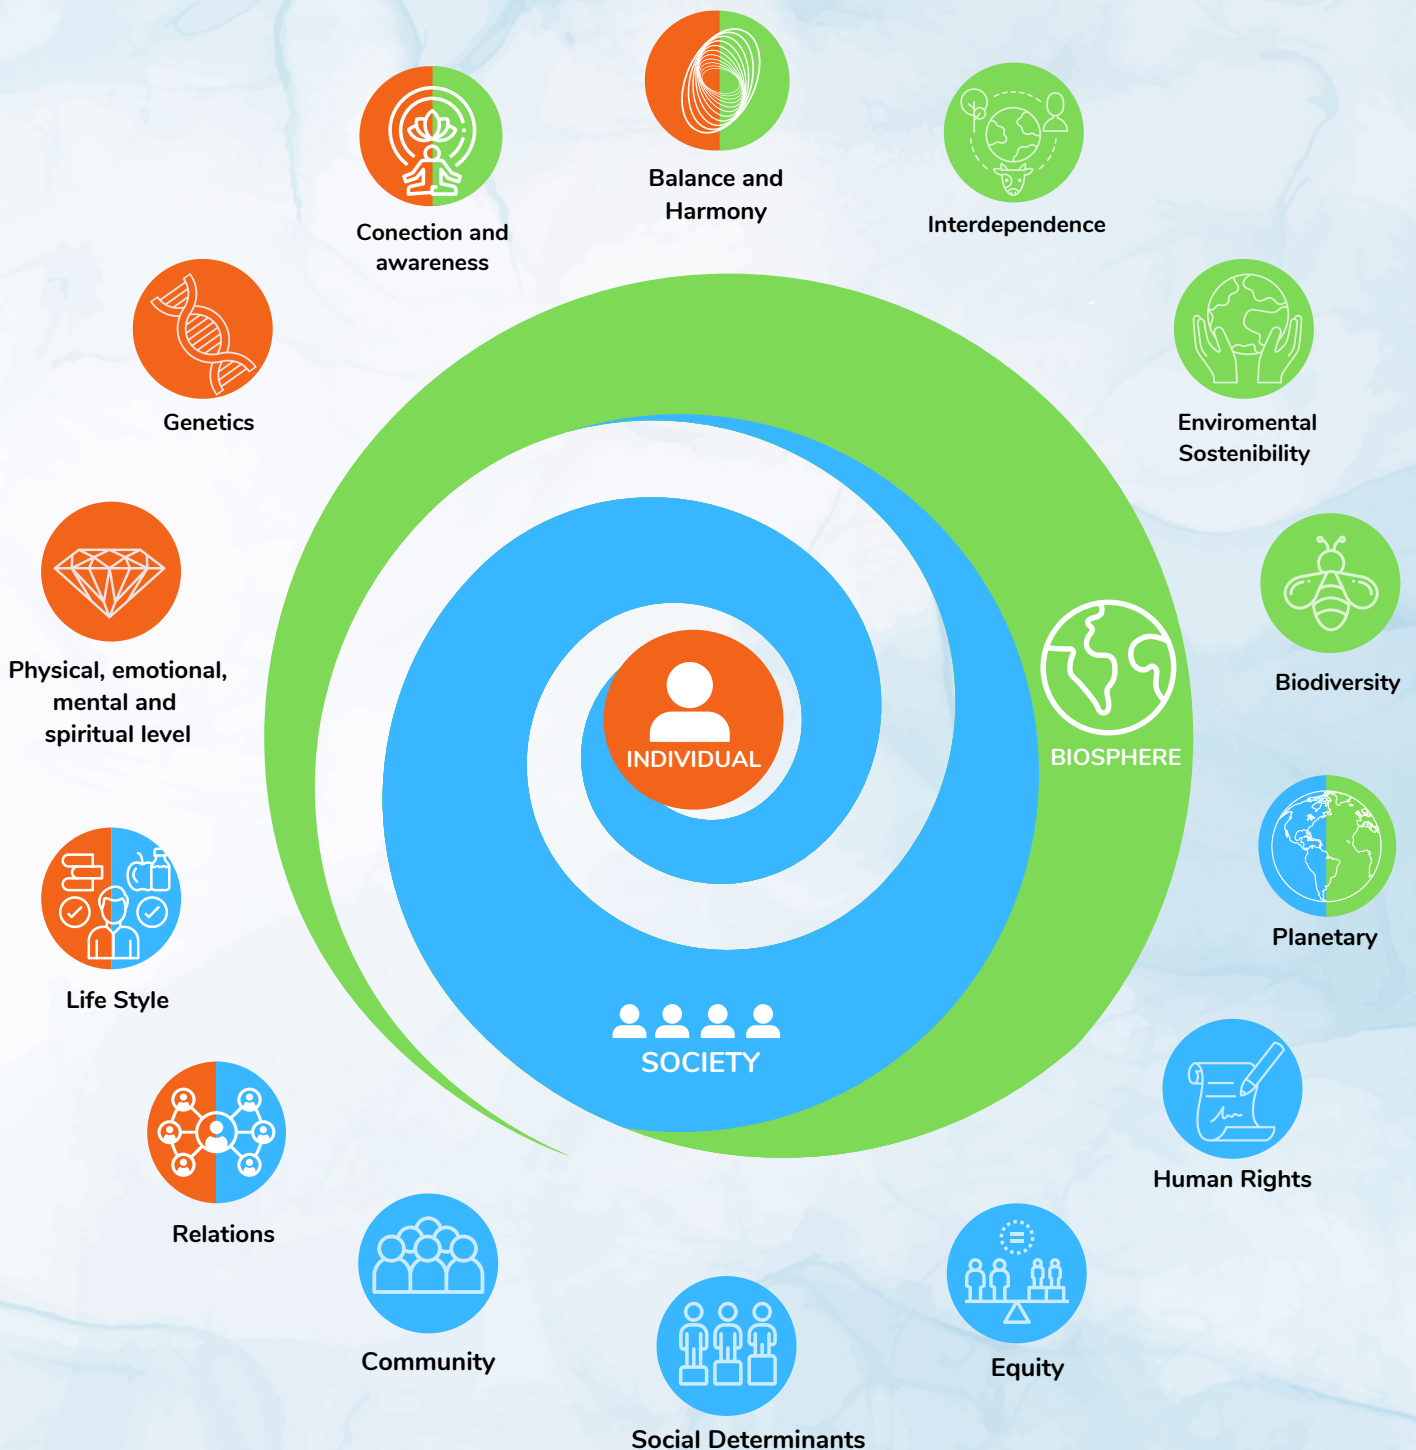 Balance and
Harmony
Interdependence
Conection and
awareness
Genetics
Enviromental
Sostenibility
Physical, emotional,
mental and
spiritual level
Biodiversity
INDIVIDUAL
BIOSPHERE
Planetary
Life Style
SOCIETY
Human Rights
Relations
Community
Equity
Social Determinants